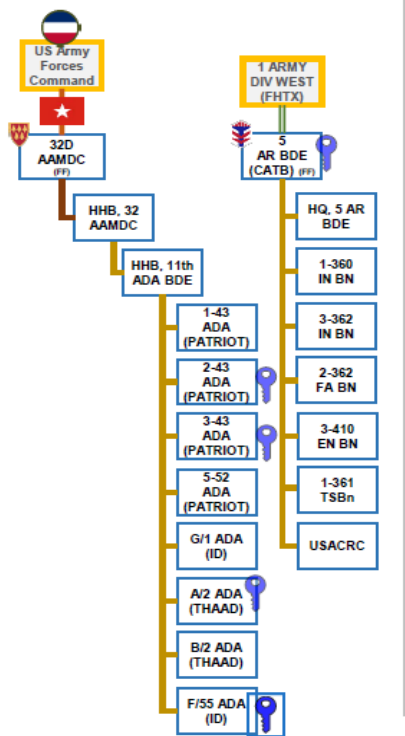 US Army
Forces
Command
32D
AAMDC
(FF)
HHB, 32
AAMDC
HHB, 11th
ADA BDE
1-43
ADA
(PATRIOT)
2-43
ADA
(PATRIOT)
3-43
ADA
(PATRIOT)
5-52
ADA
(PATRIOT)
G/1 ADA
(ID)
A/2 ADA
(THAAD)
B/2 ADA
(THAAD)
F/55 ADA
(ID)
1 ARMY
DIV WEST
(FHTX)
5
AR BDE
(CATB) (FF)
HQ, 5 AR
BDE
1-360
IN BN
3-362
IN BN
2-362
FA BN
3-410
EN BN
1-361
TSBn
USACRC